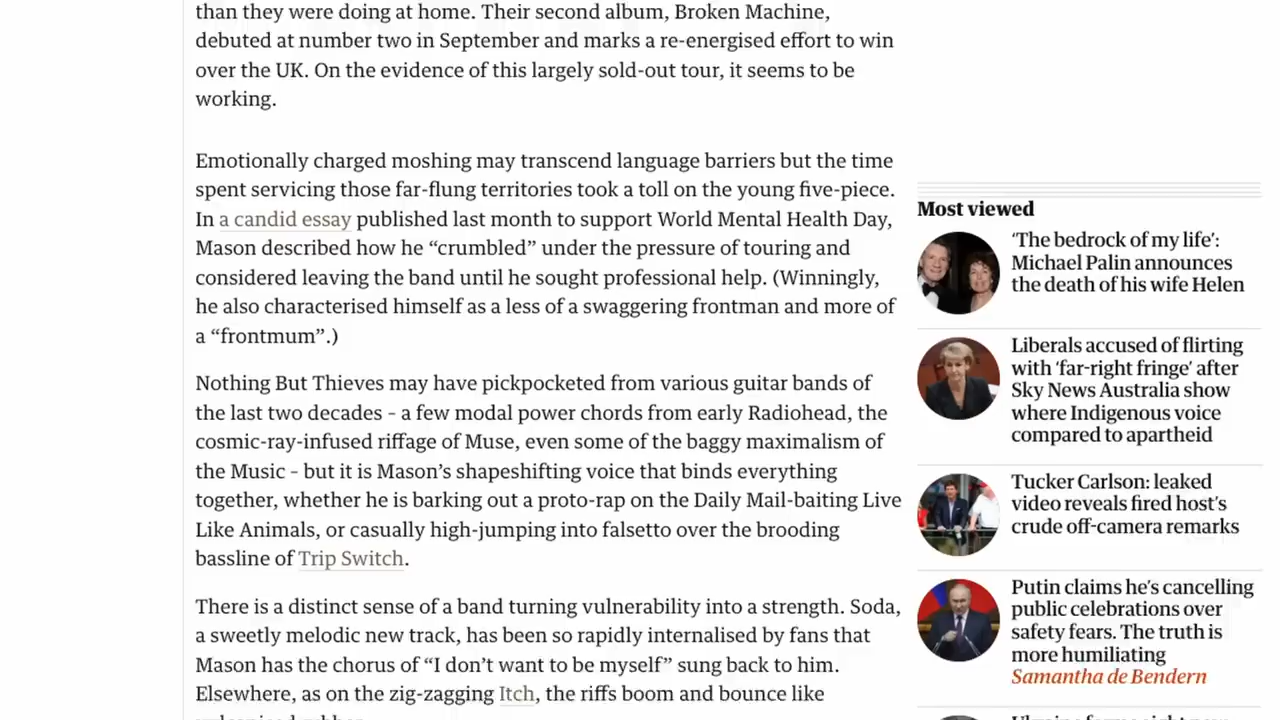 than they were doing at home. Their second album, Broken Machine,
debuted at number two in September and marks a re-energised effort to win
over the UK. On the evidence of this largely sold-out tour, it seems to be
working.
Emotionally charged moshing may transcend language barriers but the time
spent servicing those far-flung territories took a toll on the young five-piece.
In a candid essay published last month to support World Mental Health Day,
Mason described how he “crumbled” under the pressure of touring and
considered leaving the band until he sought professional help. (Winningly,
he also characterised himself as a less of a swaggering frontman and more of
a “frontmum”.)
Nothing But Thieves may have pickpocketed from various guitar bands of
the last two decades – a few modal power chords from early Radiohead, the
cosmic-ray-infused riffage of Muse, even some of the baggy maximalism of
the Music – but it is Mason’s shapeshifting voice that binds everything
together, whether he is barking out a proto-rap on the Daily Mail-baiting Live
Like Animals, or casually high-jumping into falsetto over the brooding
bassline of Trip Switch.
There is a distinct sense of a band turning vulnerability into a strength. Soda,
a sweetly melodic new track, has been so rapidly internalised by fans that
Mason has the chorus of “I don’t want to be myself” sung back to him.
Elsewhere, as on the zig-zagging Itch, the riffs boom and bounce like
Most viewed
‘The bedrock of my life’:
Michael Palin announces
the death of his wife Helen
Liberals accused of flirting
with ‘far-right fringe’ after
Sky News Australia show
where Indigenous voice
compared to apartheid
Tucker Carlson: leaked
video reveals fired host’s
crude off-camera remarks
Putin claims he’s cancelling
public celebrations over
safety fears. The truth is
more humiliating
Samantha de Bendern